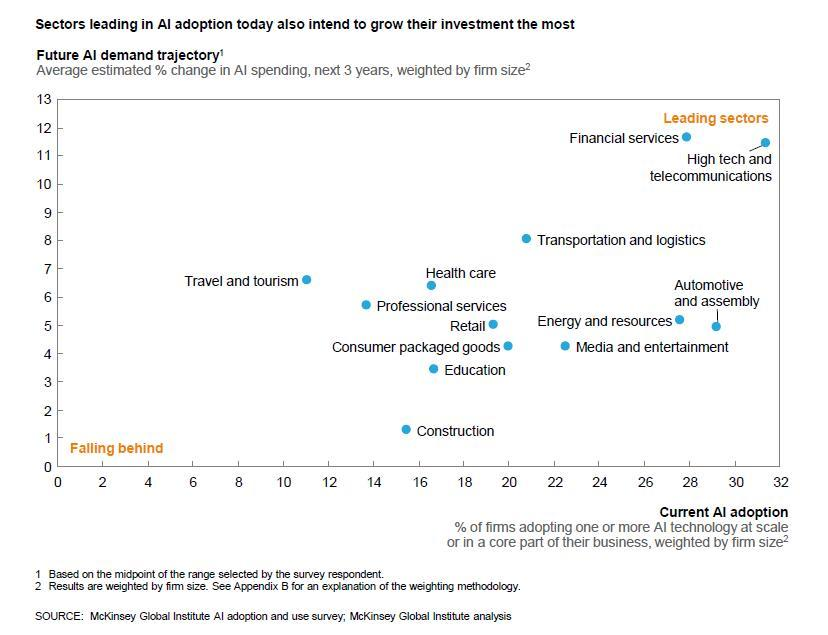 Sectors leading in AI adoption today also intend to grow their investment the most
Future AI demand trajectory¹
Average estimated % change in AI spending, next 3 years, weighted by firm size²
13
12
11
10
9
8
7
6
5
4
3
2
1
0
Leading sectors
Financial services
High tech and
telecommunications
Transportation and logistics
Health care
Travel and tourism
Automotive
and assembly
Professional services
Energy and resources
Retail
Consumer packaged goods
Media and entertainment
Education
Construction
Falling behind
0 2 4 6 8 10 12 14 16 18 20 22 24 26 28 30 32
Current AI adoption
% of firms adopting one or more AI technology at scale
or in a core part of their business, weighted by firm size²
1 Based on the midpoint of the range selected by the survey respondent.
2 Results are weighted by firm size. See Appendix B for an explanation of the weighting methodology.
SOURCE: McKinsey Global Institute AI adoption and use survey; McKinsey Global Institute analysis